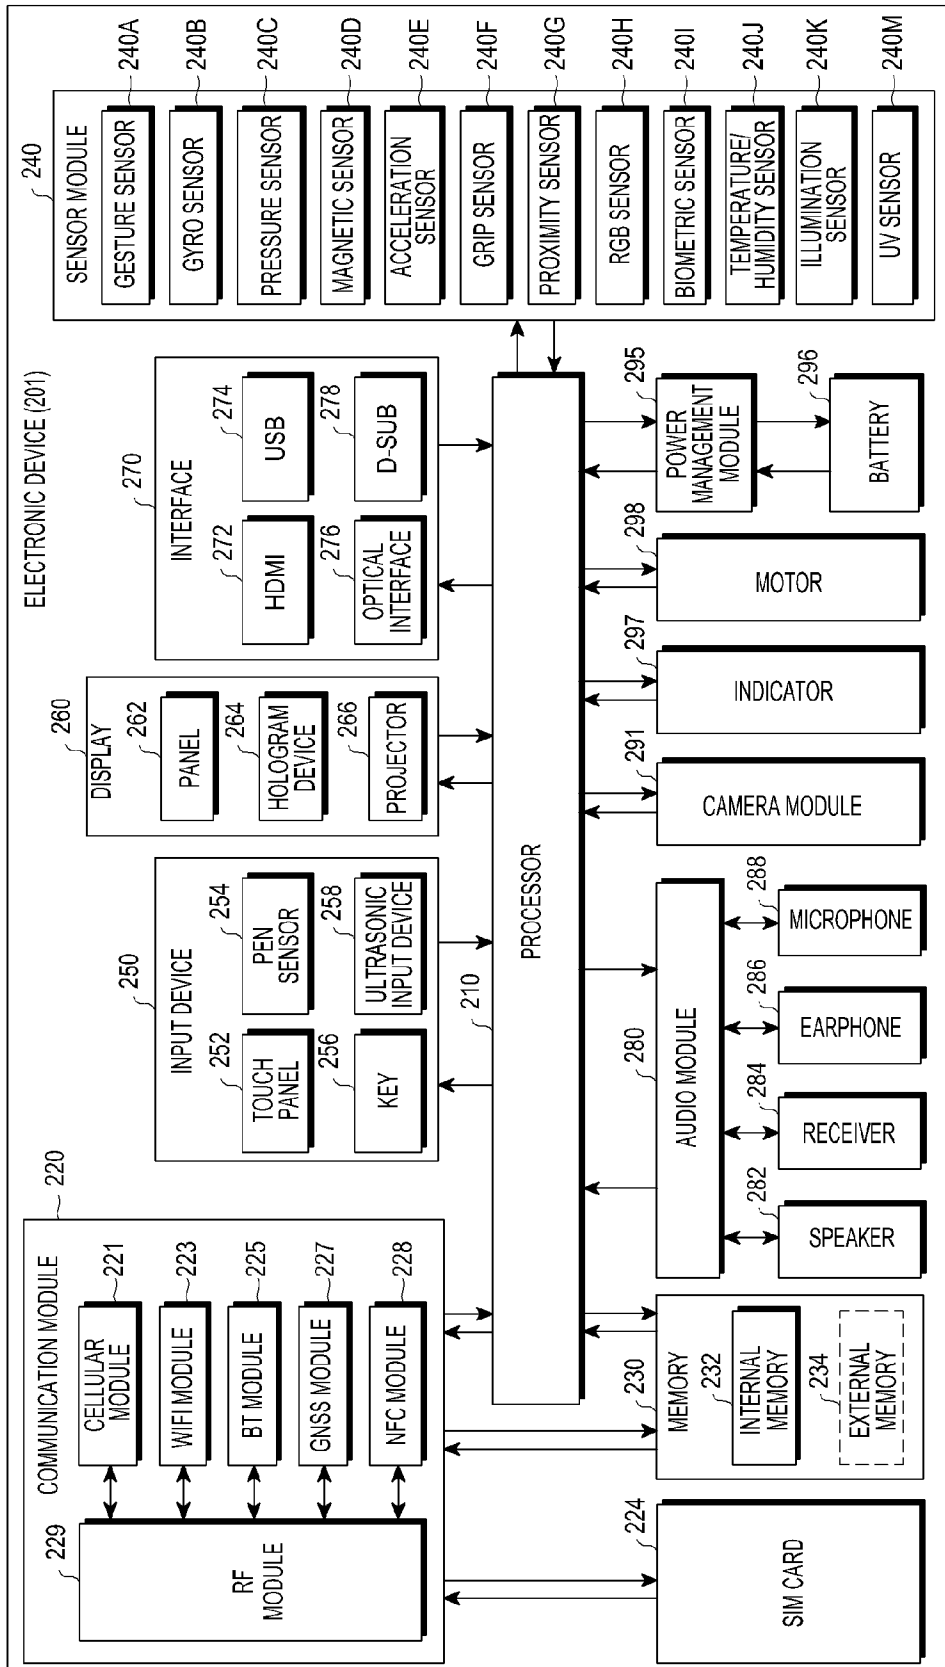 ELECTRONIC DEVICE (201)
COMMUNICATION MODULE
220
229
RF
MODULE
CELLULAR
MODULE
221
WIFI MODULE
223
BT MODULE
225
GNSS MODULE
227
NFC MODULE
228
250
INPUT DEVICE
252
TOUCH
PANEL
254
PEN
SENSOR
256
KEY
258
ULTRASONIC
INPUT DEVICE
260
DISPLAY
262
PANEL
264
HOLOGRAM
DEVICE
266
PROJECTOR
270
INTERFACE
272
HDMI
274
USB
276
OPTICAL
INTERFACE
278
D-SUB
240
SENSOR MODULE
GESTURE SENSOR
240A
GYRO SENSOR
240B
PRESSURE SENSOR
240C
MAGNETIC SENSOR
240D
ACCELERATION
SENSOR
240E
GRIP SENSOR
240F
PROXIMITY SENSOR
240G
RGB SENSOR
240H
BIOMETRIC SENSOR
240I
TEMPERATURE/
HUMIDITY SENSOR
240J
ILLUMINATION
SENSOR
240K
UV SENSOR
240M
210
PROCESSOR
224
SIM CARD
230
MEMORY
232
INTERNAL
MEMORY
234
EXTERNAL
MEMORY
280
AUDIO MODULE
282
SPEAKER
284
RECEIVER
286
EARPHONE
288
MICROPHONE
291
CAMERA MODULE
297
INDICATOR
298
MOTOR
295
POWER
MANAGEMENT
MODULE
296
BATTERY